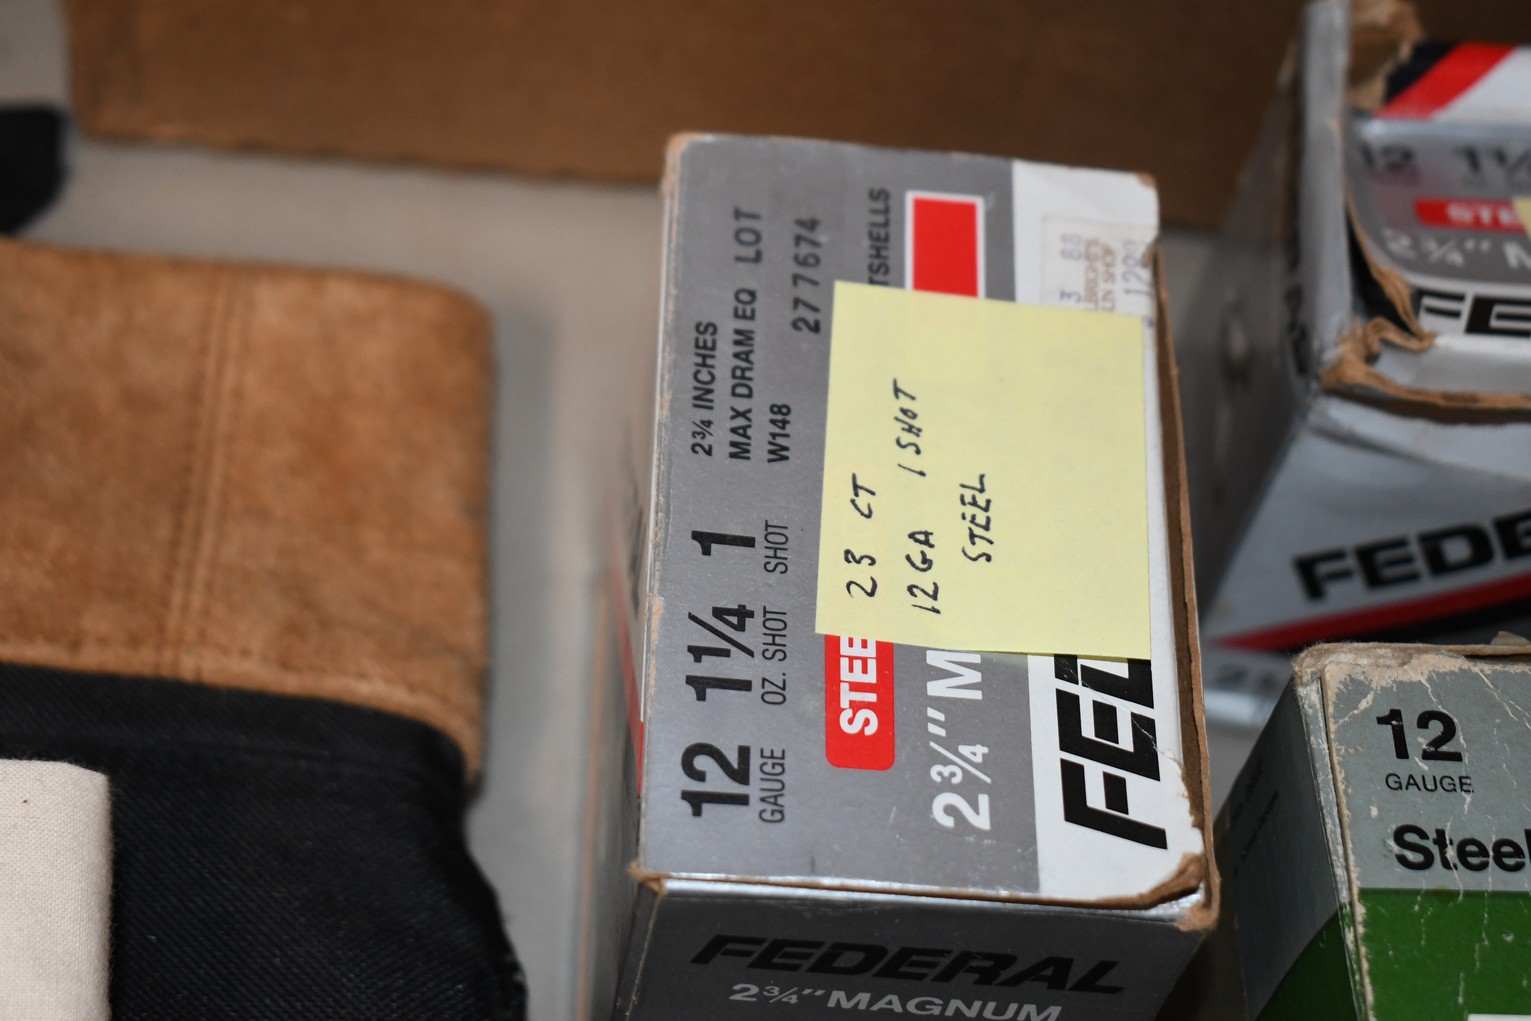 12 1¼ 1
GAUGE OZ. SHOT SHOT
2¾ INCHES
MAX DRAM EQ LOT
W148 277674
STEE
TSHELLS
2¾" M
FED
23 CT
12GA 1 SHOT
STEEL
FEDERAL
2¾" MAGNUM
12 1¼
STE
2¾" M
FE
FEDE
12
GAUGE
Steel